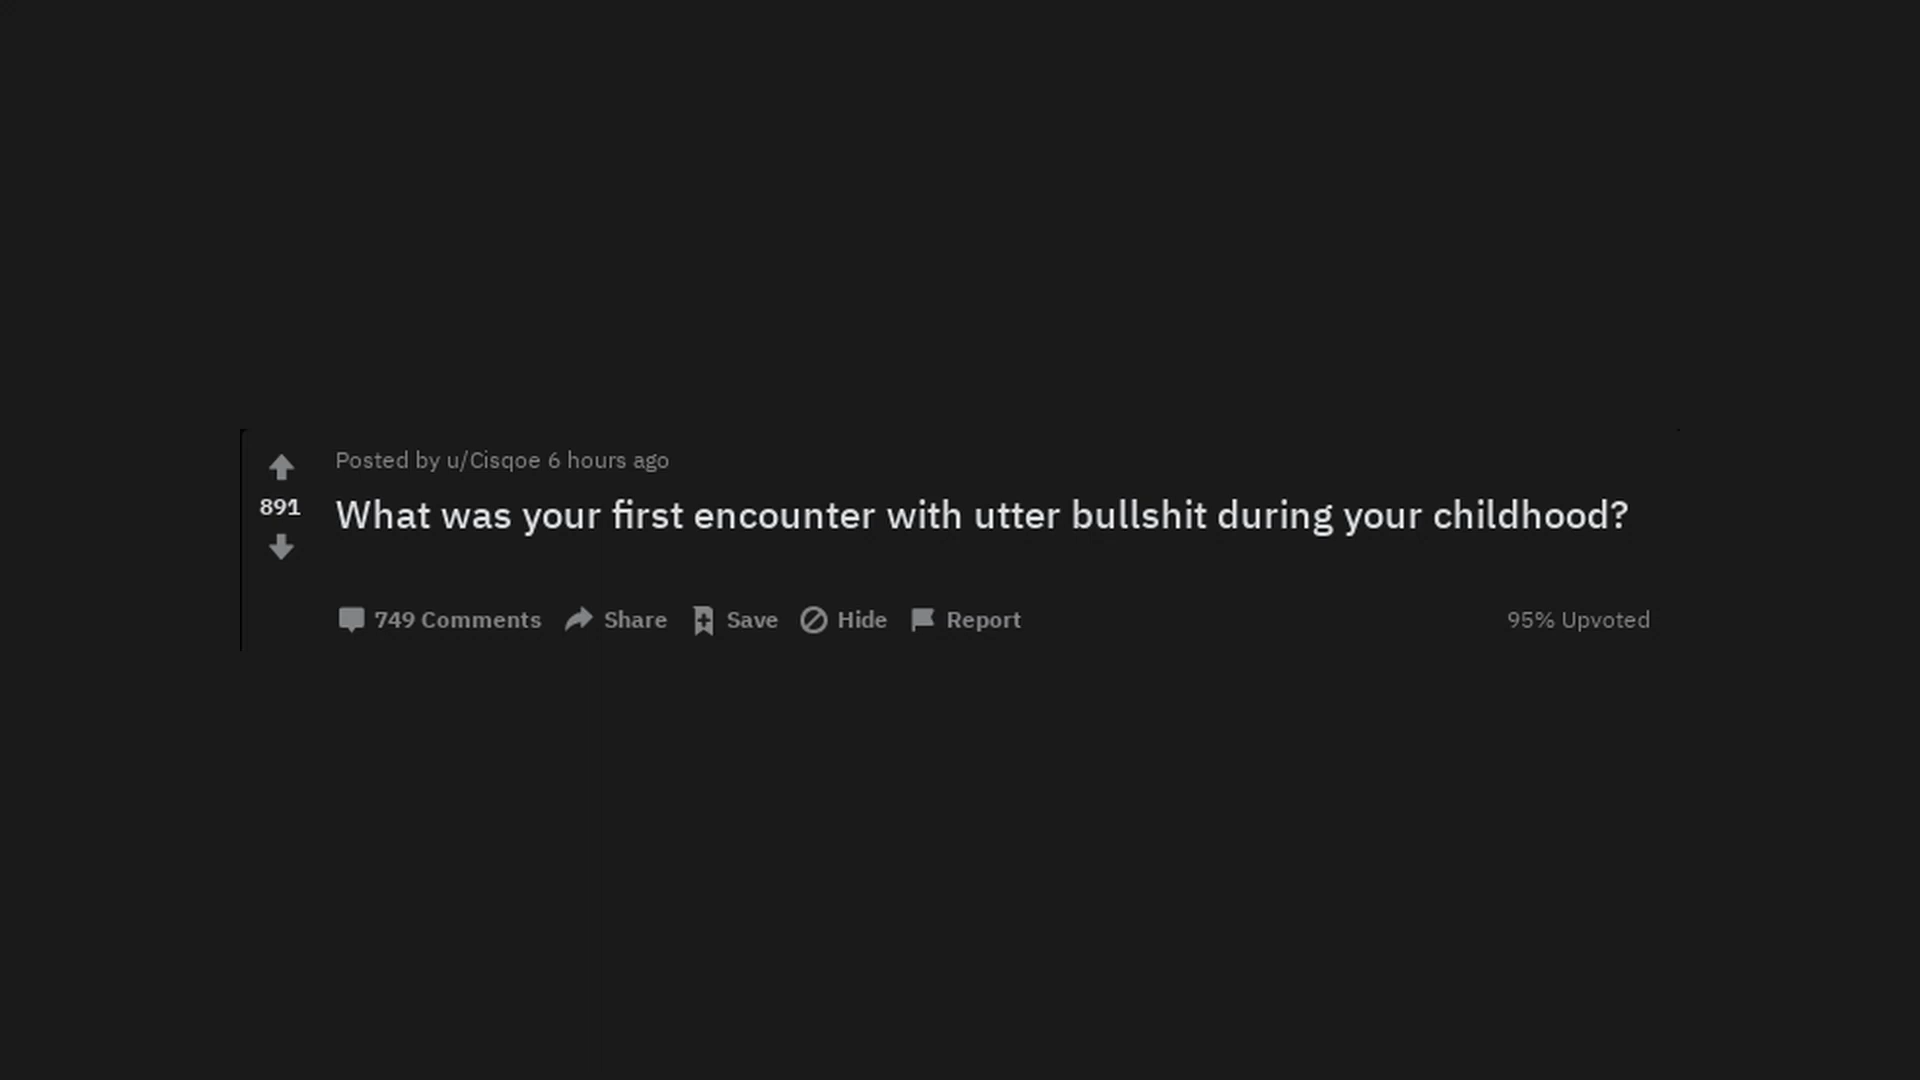 Posted by u/Cisqoe 6 hours ago
891
What was your first encounter with utter bullshit during your childhood?
749 Comments Share Save Hide Report 95% Upvoted